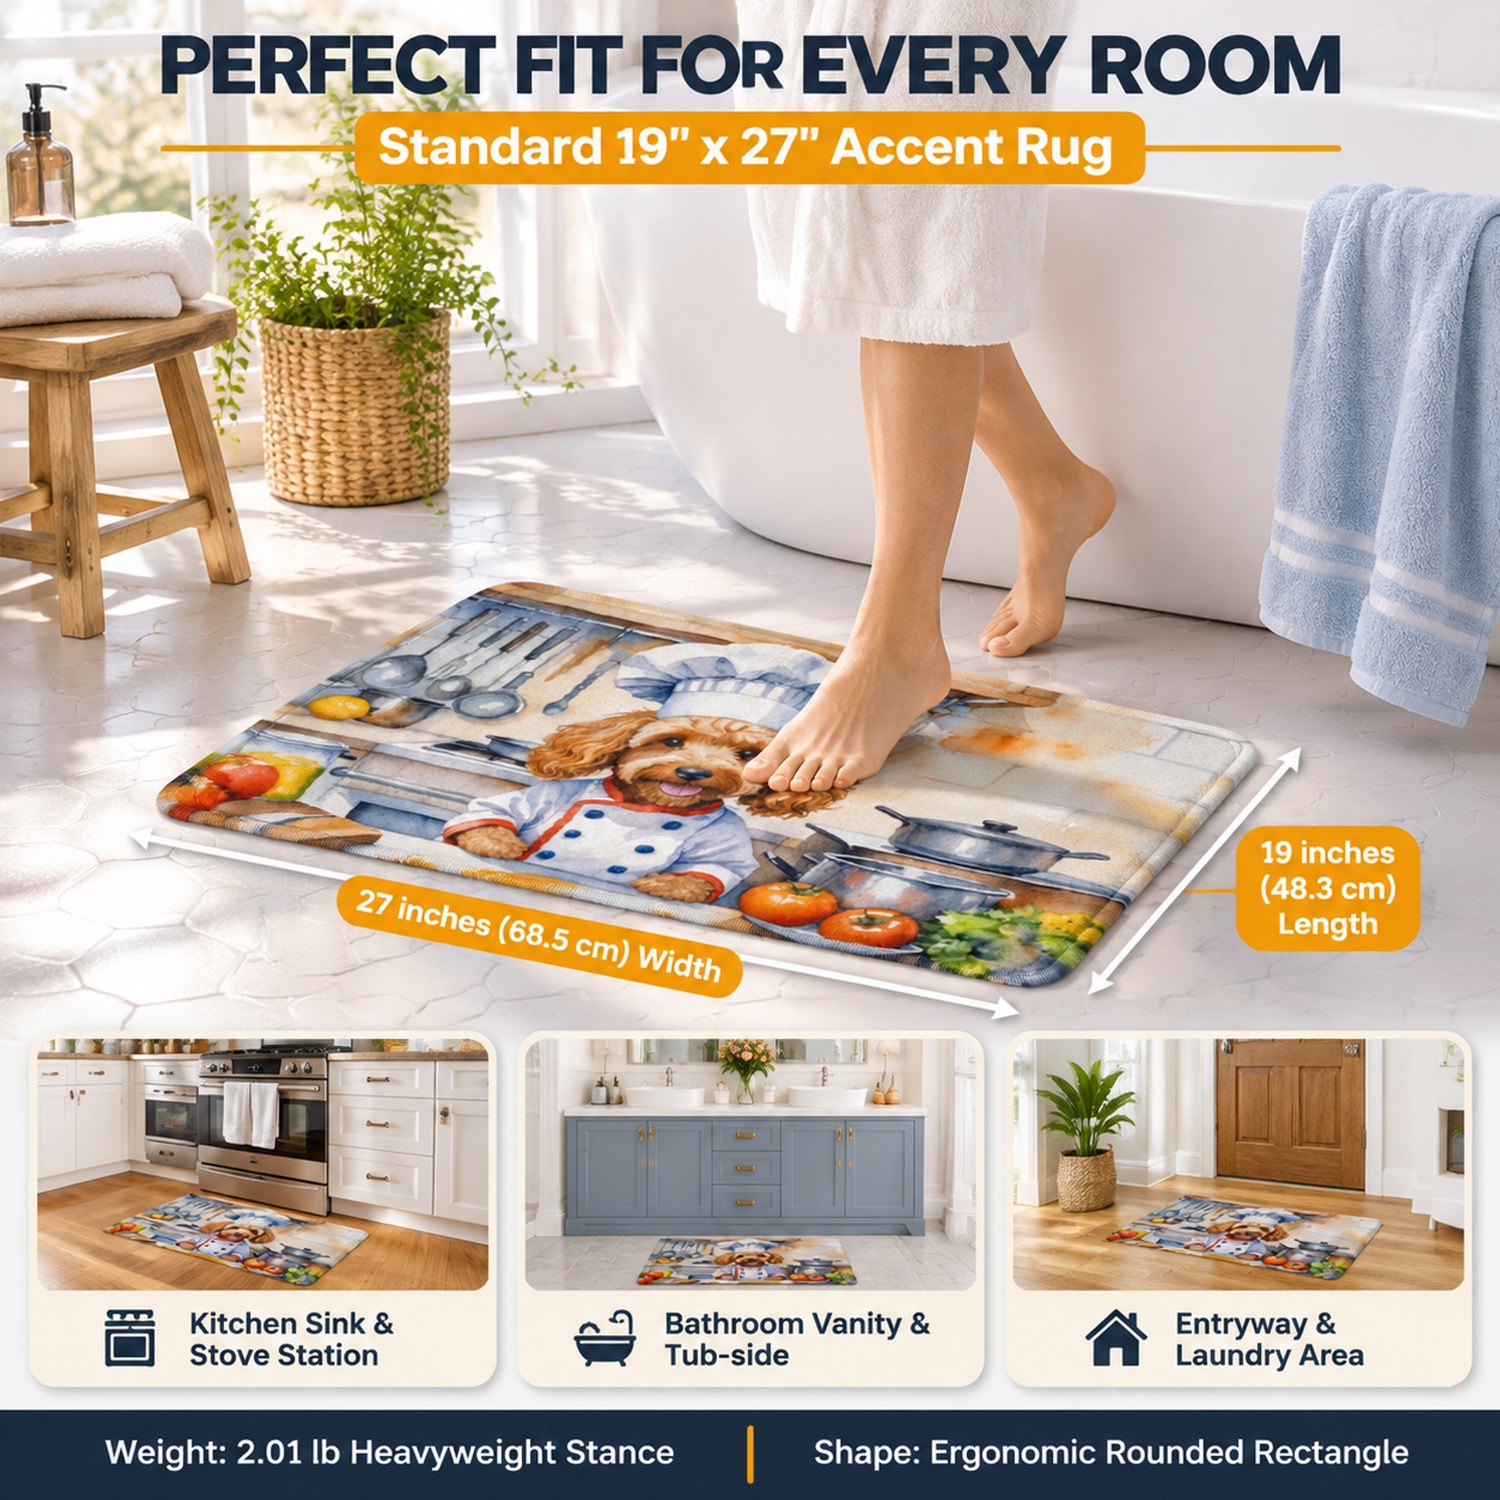 PERFECT FIT FOR EVERY ROOM
Standard 19" x 27" Accent Rug
27 inches (68.5 cm) Width
19 inches
(48.3 cm)
Length
Kitchen Sink &
Stove Station
Bathroom Vanity &
Tub-side
Entryway &
Laundry Area
Weight: 2.01 lb Heavyweight Stance
Shape: Ergonomic Rounded Rectangle